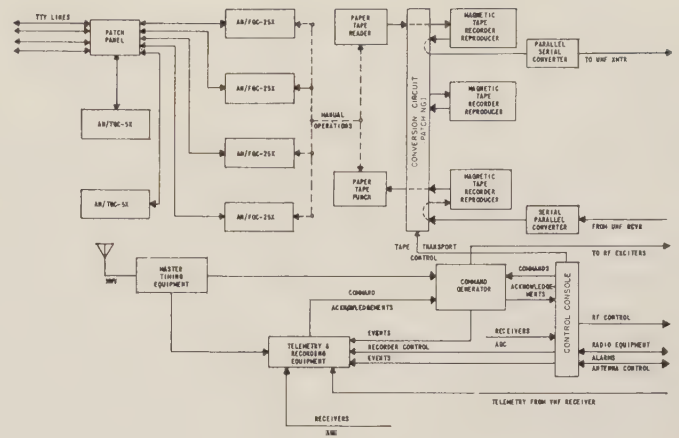 TTY LINES
PATCH
PANEL
AN/FGC-25X
AN/FGC-25X
AN/FGC-25X
AN/FGC-25X
AN/TGC-5X
AN/TGC-5X
MANUAL
OPERATIONS
PAPER
TAPE
READER
PAPER
TAPE
PUNCH
CONVERSION CIRCUIT
PATCHING
MAGNETIC
TAPE
RECORDER
REPRODUCER
MAGNETIC
TAPE
RECORDER
REPRODUCER
MAGNETIC
TAPE
RECORDER
REPRODUCER
PARALLEL
SERIAL
CONVERTER
TO UHF XMTR
SERIAL
PARALLEL
CONVERTER
FROM UHF RCVR
TAPE TRANSPORT
CONTROL
TO RF EXCITERS
WWV
MASTER
TIMING
EQUIPMENT
COMMAND
ACKNOWLEDGEMENTS
COMMAND
GENERATOR
COMMANDS
ACKNOWLEDGE-
MENTS
CONTROL CONSOLE
RF CONTROL
RECEIVERS
AGC
TELEMETRY &
RECORDING
EQUIPMENT
EVENTS
RECORDER CONTROL
EVENTS
RADIO EQUIPMENT
ALARMS
ANTENNA CONTROL
TELEMETRY FROM VHF RECEIVER
RECEIVERS